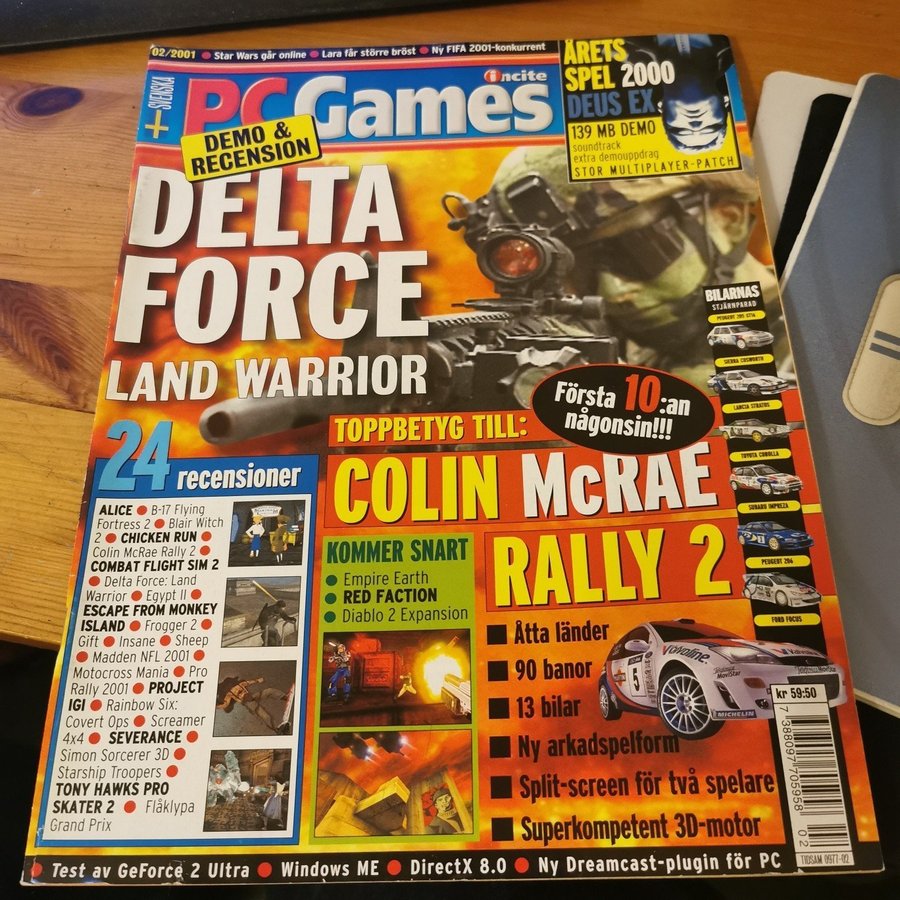 02/2001 ● Star Wars går online ● Lara får större bröst ● Ny FIFA 2001-konkurrent
+ SVENSKA
PCGames
incite
DEMO &
RECENSION
ÅRETS
SPEL 2000
DEUS EX
139 MB DEMO
soundtrack
extra demouppdrag
STOR MULTIPLAYER-PATCH
DELTA
FORCE
LAND WARRIOR
BILARNAS
STJÄRNPARAD
PEUGEOT 205 GT16
SIERRA COSWORTH
LANCIA STRATOS
TOYOTA COROLLA
SUBARU IMPREZA
PEUGEOT 206
FORD FOCUS
Första 10:an
någonsin!!!
TOPPBETYG TILL:
COLIN McRAE
RALLY 2
Åtta länder
90 banor
13 bilar
Ny arkadspelform
Split-screen för två spelare
Superkompetent 3D-motor
Valvoline
5
MICHELIN
24 recensioner
ALICE ● B-17 Flying
Fortress 2 ● Blair Witch
2 ● CHICKEN RUN ●
Colin McRae Rally 2 ●
COMBAT FLIGHT SIM 2
● Delta Force: Land
Warrior ● Egypt II ●
ESCAPE FROM MONKEY
ISLAND ● Frogger 2 ●
Gift ● Insane ● Sheep
● Madden NFL 2001 ●
Motocross Mania ● Pro
Rally 2001 ● PROJECT
IGI ● Rainbow Six:
Covert Ops ● Screamer
4x4 ● SEVERANCE ●
Simon Sorcerer 3D ●
Starship Troopers ●
TONY HAWKS PRO
SKATER 2 ● Flåklypa
Grand Prix
KOMMER SNART
● Empire Earth
● RED FACTION
● Diablo 2 Expansion
kr 59:50
7 388097 705958
02
TIDSAM 0977-02
● Test av GeForce 2 Ultra ● Windows ME ● DirectX 8.0 ● Ny Dreamcast-plugin för PC